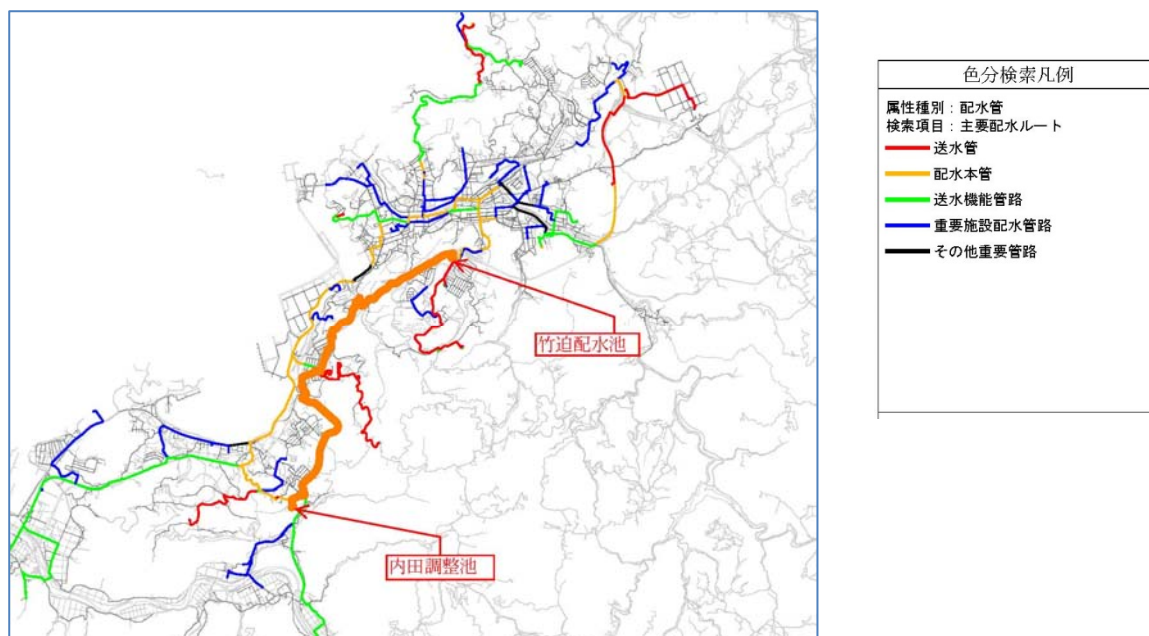 竹迫配水池
内田調整池
色分検索凡例
属性種別：配水管
検索項目：主要配水ルート
送水管
配水本管
送水機能管路
重要施設配水管路
その他重要管路